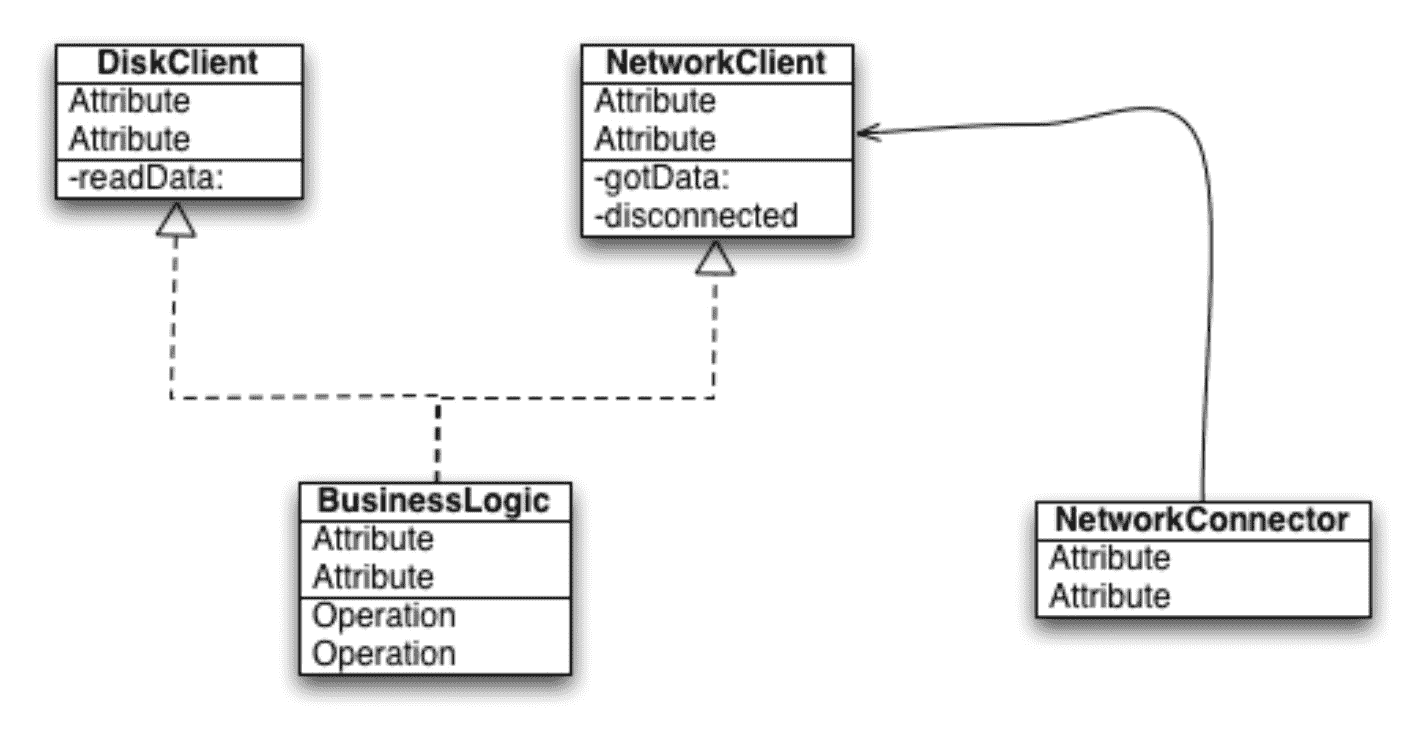 DiskClient
Attribute
Attribute
-readData:
NetworkClient
Attribute
Attribute
-gotData:
-disconnected
BusinessLogic
Attribute
Attribute
Operation
Operation
NetworkConnector
Attribute
Attribute